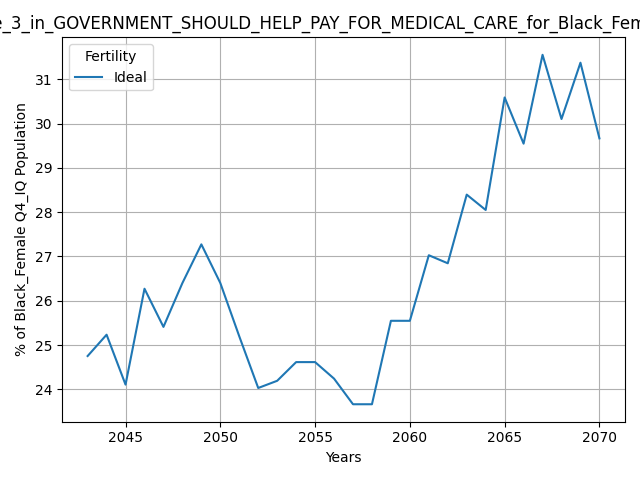 e_3_in_GOVERNMENT_SHOULD_HELP_PAY_FOR_MEDICAL_CARE_for_Black_Fem
Fertility
Ideal
% of Black_Female Q4_IQ Population
31
30
29
28
27
26
25
24
2045
2050
2055
2060
2065
2070
Years